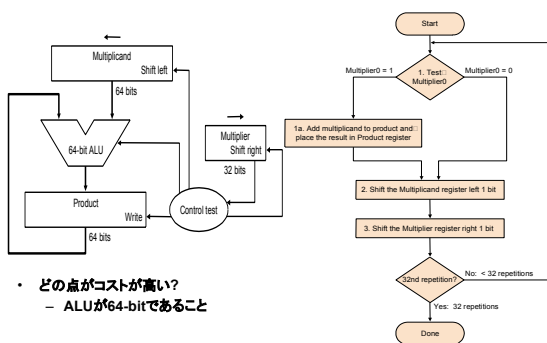 Multiplicand
Shift left
64 bits
64-bit ALU
Multiplier
Shift right
32 bits
Product
Write
64 bits
Control test
Start
Multiplier0 = 1
1. Test
Multiplier0
Multiplier0 = 0
1a. Add multiplicand to product and
place the result in Product register
2. Shift the Multiplicand register left 1 bit
3. Shift the Multiplier register right 1 bit
32nd repetition?
No: < 32 repetitions
Yes: 32 repetitions
Done
• どの点がコストが高い?
– ALUが64-bitであること